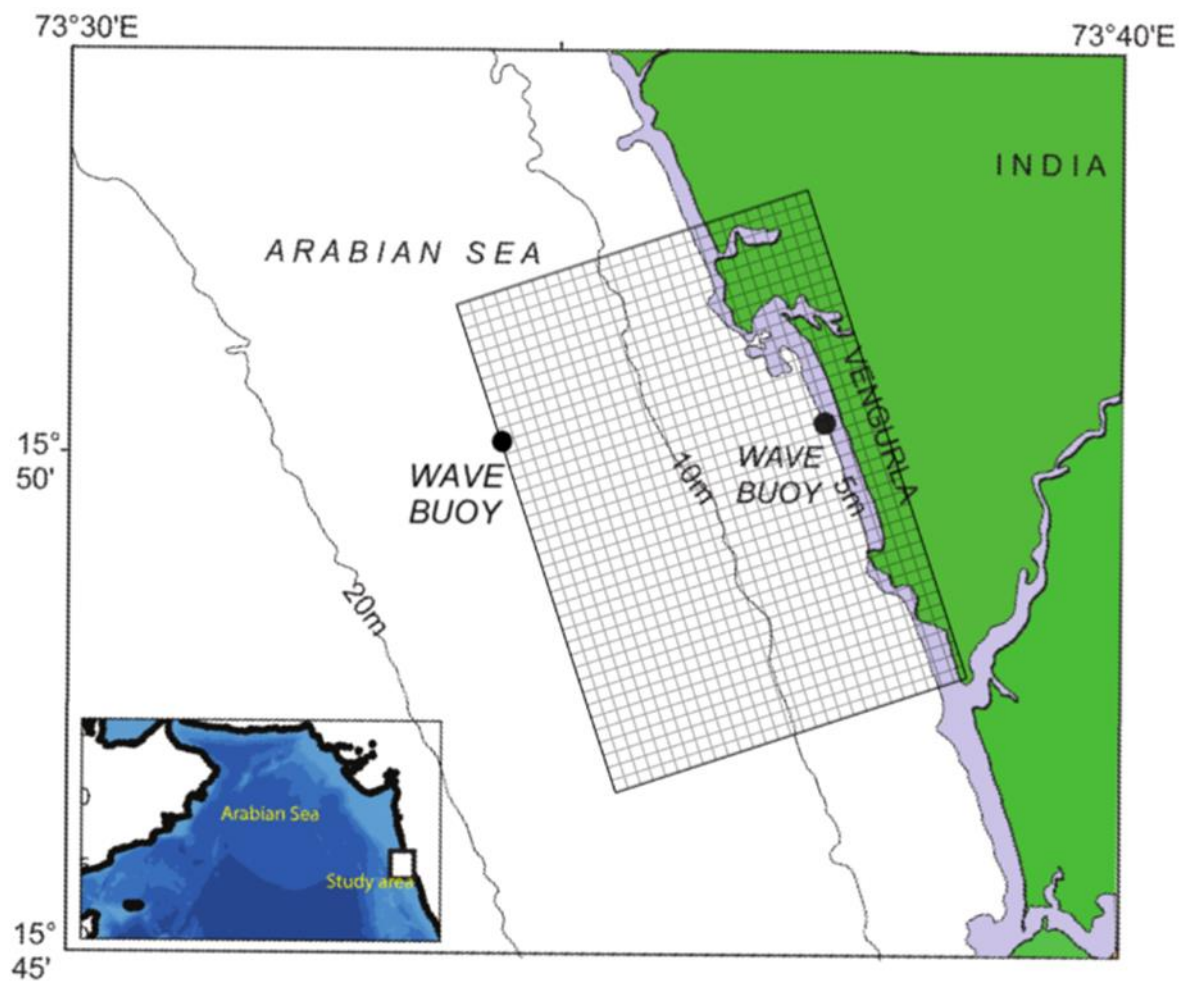 73°30'E
73°40'E
INDIA
ARABIAN SEA
VENGURLA
15°
50'
WAVE
BUOY
10m
WAVE
BUOY
5m
20m
Arabian Sea
Study area
15°
45'